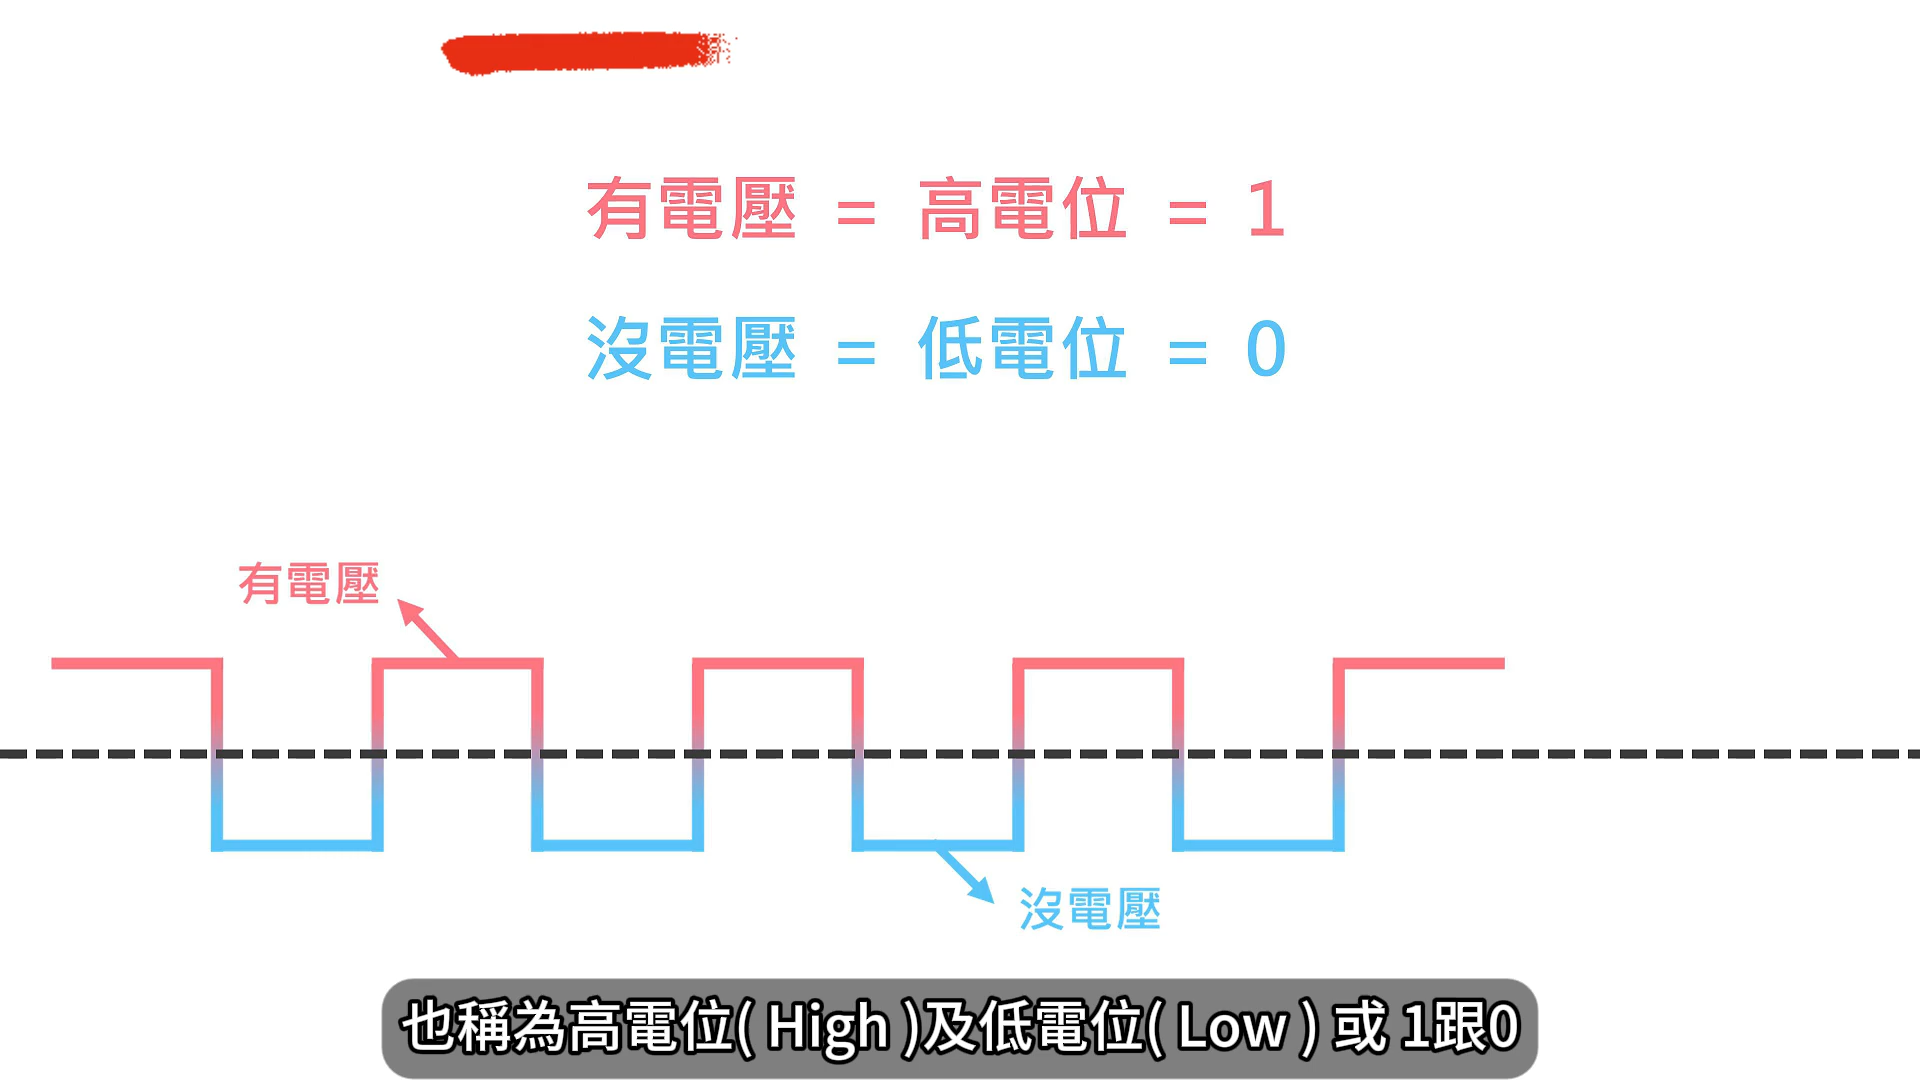 有電壓 = 高電位 = 1
沒電壓 = 低電位 = 0
有電壓
沒電壓
也稱為高電位( High )及低電位( Low ) 或 1跟0